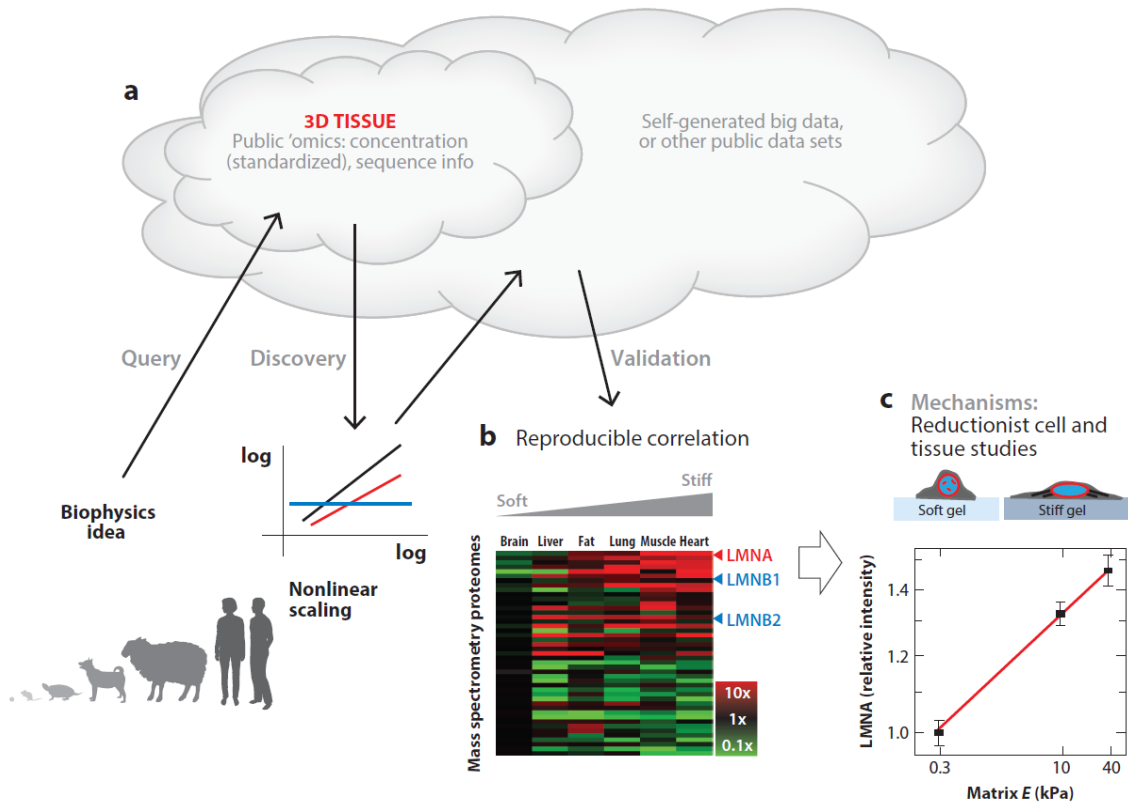 a
3D TISSUE
Public ’omics: concentration
(standardized), sequence info
Self-generated big data,
or other public data sets
Query
Discovery
Validation
Biophysics
idea
log
log
Nonlinear
scaling
b Reproducible correlation
Soft
Stiff
Brain Liver Fat Lung Muscle Heart
Mass spectrometry proteomes
LMNA
LMNB1
LMNB2
10x
1x
0.1x
c Mechanisms:
Reductionist cell and
tissue studies
Soft gel
Stiff gel
LMNA (relative intensity)
1.4
1.2
1.0
0.3
10
40
Matrix E (kPa)